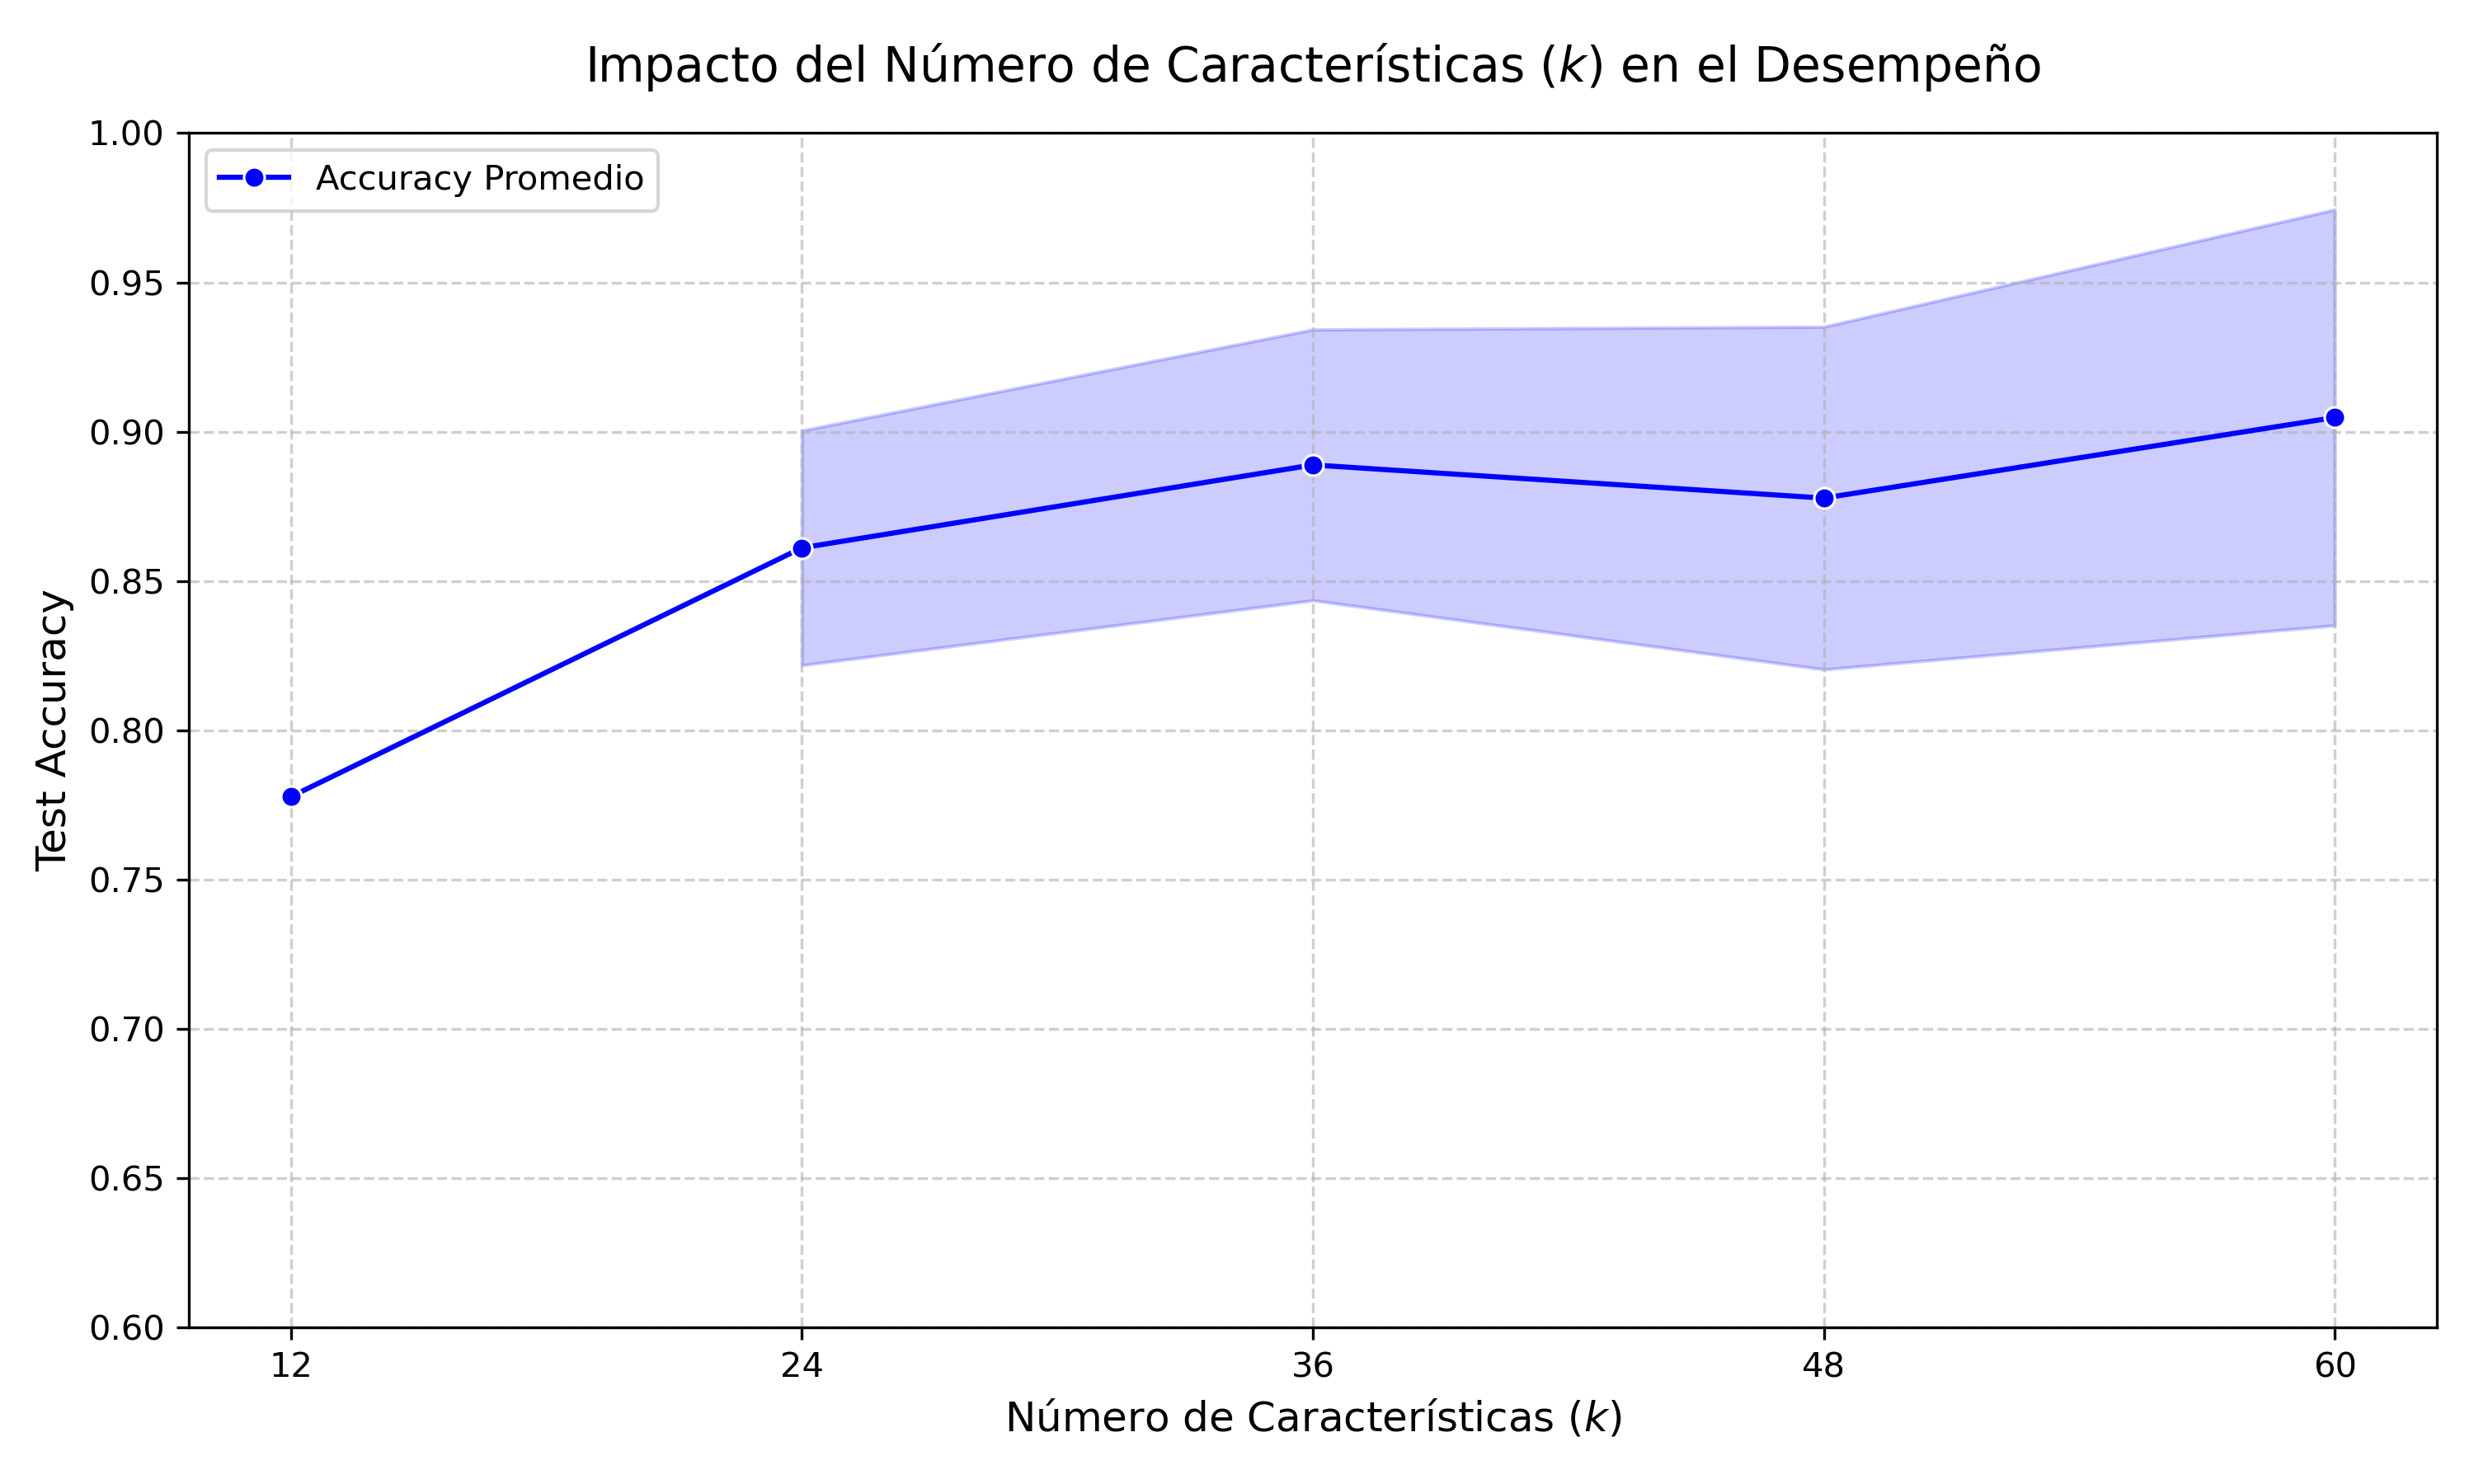 Impacto del Número de Características (k) en el Desempeño
Accuracy Promedio
Test Accuracy
1.00
0.95
0.90
0.85
0.80
0.75
0.70
0.65
0.60
12 24 36 48 60
Número de Características (k)